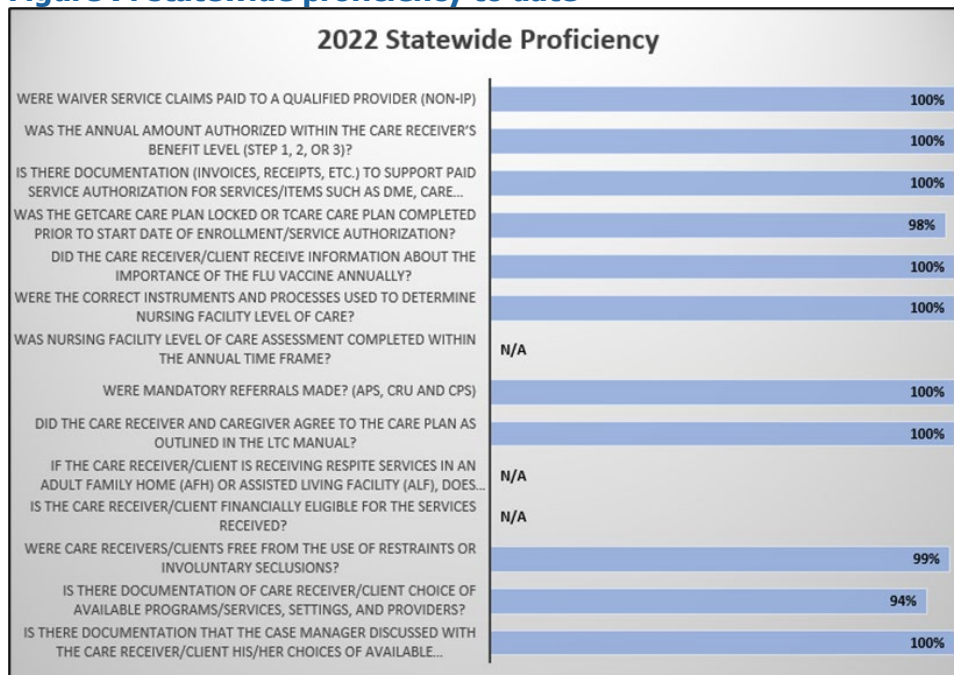 2022 Statewide Proficiency
WERE WAIVER SERVICE CLAIMS PAID TO A QUALIFIED PROVIDER (NON-IP)
100%
WAS THE ANNUAL AMOUNT AUTHORIZED WITHIN THE CARE RECEIVER'S
BENEFIT LEVEL (STEP 1, 2, OR 3)?
100%
IS THERE DOCUMENTATION (INVOICES, RECEIPTS, ETC.) TO SUPPORT PAID
SERVICE AUTHORIZATION FOR SERVICES/ITEMS SUCH AS DME, CARE...
100%
WAS THE GETCARE CARE PLAN LOCKED OR TCARE CARE PLAN COMPLETED
PRIOR TO START DATE OF ENROLLMENT/SERVICE AUTHORIZATION?
98%
DID THE CARE RECEIVER/CLIENT RECEIVE INFORMATION ABOUT THE
IMPORTANCE OF THE FLU VACCINE ANNUALLY?
100%
WERE THE CORRECT INSTRUMENTS AND PROCESSES USED TO DETERMINE
NURSING FACILITY LEVEL OF CARE?
100%
WAS NURSING FACILITY LEVEL OF CARE ASSESSMENT COMPLETED WITHIN
THE ANNUAL TIME FRAME?
N/A
WERE MANDATORY REFERRALS MADE? (APS, CRU AND CPS)
100%
DID THE CARE RECEIVER AND CAREGIVER AGREE TO THE CARE PLAN AS
OUTLINED IN THE LTC MANUAL?
100%
IF THE CARE RECEIVER/CLIENT IS RECEIVING RESPITE SERVICES IN AN
ADULT FAMILY HOME (AFH) OR ASSISTED LIVING FACILITY (ALF), DOES...
N/A
IS THE CARE RECEIVER/CLIENT FINANCIALLY ELIGIBLE FOR THE SERVICES
RECEIVED?
N/A
WERE CARE RECEIVERS/CLIENTS FREE FROM THE USE OF RESTRAINTS OR
INVOLUNTARY SECLUSIONS?
99%
IS THERE DOCUMENTATION OF CARE RECEIVER/CLIENT CHOICE OF
AVAILABLE PROGRAMS/SERVICES, SETTINGS, AND PROVIDERS?
94%
IS THERE DOCUMENTATION THAT THE CASE MANAGER DISCUSSED WITH
THE CARE RECEIVER/CLIENT HIS/HER CHOICES OF AVAILABLE...
100%